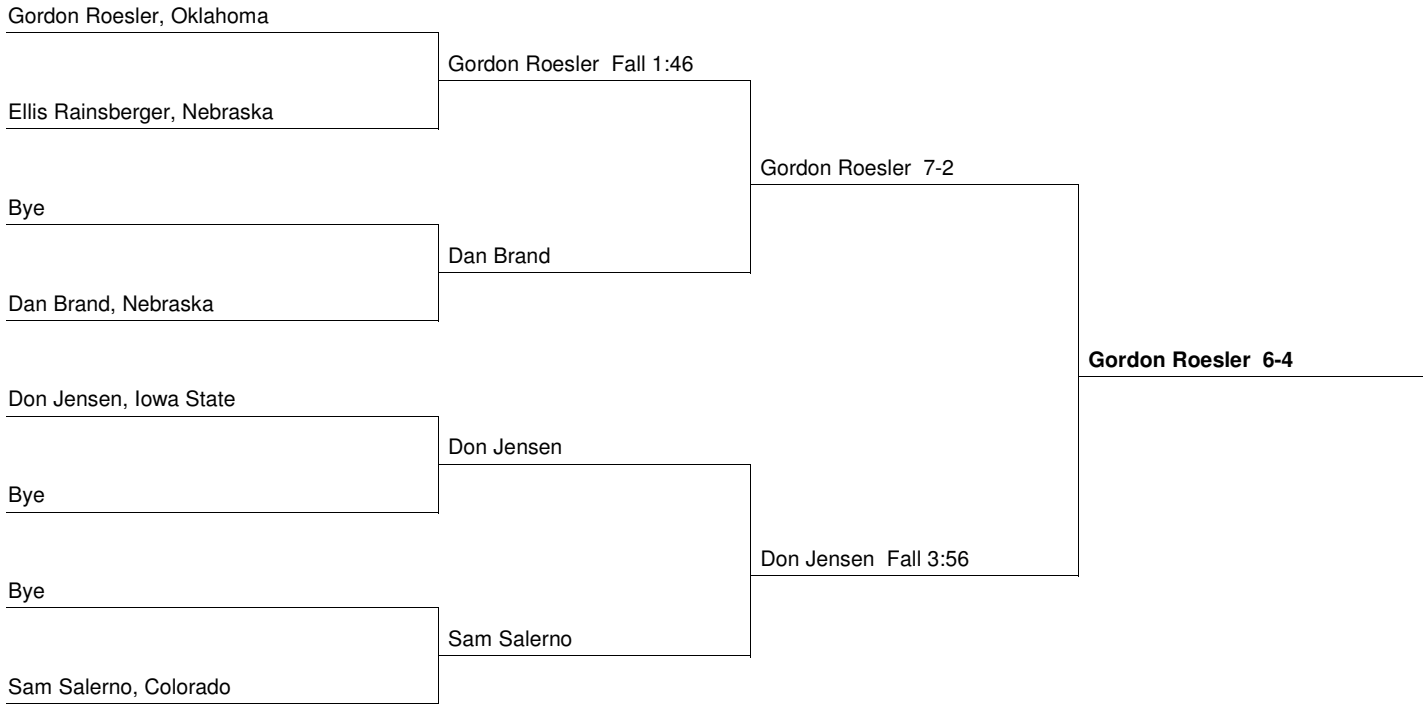 Gordon Roesler, Oklahoma
Gordon Roesler  Fall 1:46
Ellis Rainsberger, Nebraska
Gordon Roesler  7-2
Bye
Dan Brand
Dan Brand, Nebraska
Gordon Roesler  6-4
Don Jensen, Iowa State
Don Jensen
Bye
Don Jensen  Fall 3:56
Bye
Sam Salerno
Sam Salerno, Colorado